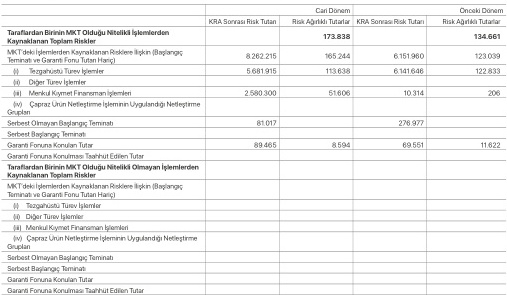 Cari Dönem Önceki Dönem
KRA Sonrası Risk Tutarı Risk Ağırlıklı Tutarlar KRA Sonrası Risk Tutarı Risk Ağırlıklı Tutarlar
Taraflardan Birinin MKT Olduğu Nitelikli İşlemlerden
Kaynaklanan Toplam Riskler 173.838 134.661
MKT'deki İşlemlerden Kaynaklanan Risklere İlişkin (Başlangıç
Teminatı ve Garanti Fonu Tutarı Hariç) 8.262.215 165.244 6.151.960 123.039
(i) Tezgahüstü Türev İşlemler 5.681.915 113.638 6.141.646 122.833
(ii) Diğer Türev İşlemler
(iii) Menkul Kıymet Finansman İşlemleri 2.580.300 51.606 10.314 206
(iv) Çapraz Ürün Netleştirme İşleminin Uygulandığı Netleştirme
Grupları
Serbest Olmayan Başlangıç Teminatı 81.017 276.977
Serbest Başlangıç Teminatı
Garanti Fonuna Konulan Tutar 89.465 8.594 69.551 11.622
Garanti Fonuna Konulması Taahhüt Edilen Tutar
Taraflardan Birinin MKT Olduğu Nitelikli Olmayan İşlemlerden
Kaynaklanan Toplam Riskler
MKT'deki İşlemlerden Kaynaklanan Risklere İlişkin (Başlangıç
Teminatı ve Garanti Fonu Tutarı Hariç)
(i) Tezgahüstü Türev İşlemler
(ii) Diğer Türev İşlemler
(iii) Menkul Kıymet Finansman İşlemleri
(iv) Çapraz Ürün Netleştirme İşleminin Uygulandığı Netleştirme
Grupları
Serbest Olmayan Başlangıç Teminatı
Serbest Başlangıç Teminatı
Garanti Fonuna Konulan Tutar
Garanti Fonuna Konulması Taahhüt Edilen Tutar